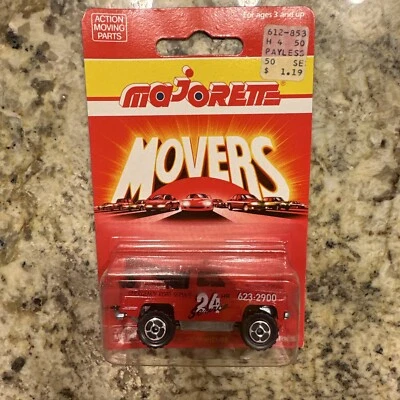 ACTION
MOVING
PARTS
For ages 3 and up
612-853
H 4 50
PAYLESS
50 SE
$ 1.19
majorette
®
MOVERS
24
623-2900